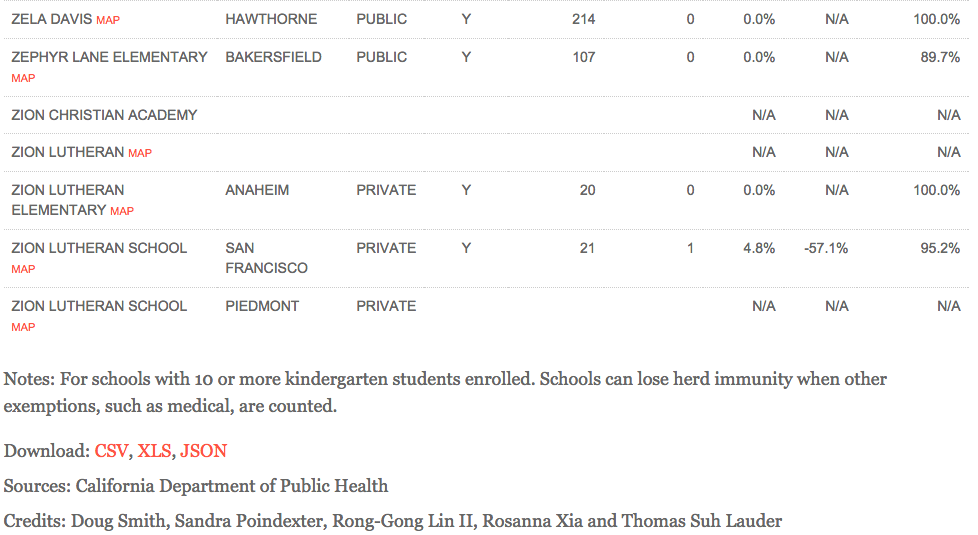 ZELA DAVIS MAP HAWTHORNE PUBLIC Y 214 0 0.0% N/A 100.0%
ZEPHYR LANE ELEMENTARY BAKERSFIELD PUBLIC Y 107 0 0.0% N/A 89.7%
MAP
ZION CHRISTIAN ACADEMY N/A N/A N/A
ZION LUTHERAN MAP N/A N/A N/A
ZION LUTHERAN ANAHEIM PRIVATE Y 20 0 0.0% N/A 100.0%
ELEMENTARY MAP
ZION LUTHERAN SCHOOL SAN PRIVATE Y 21 1 4.8% -57.1% 95.2%
MAP FRANCISCO
ZION LUTHERAN SCHOOL PIEDMONT PRIVATE N/A N/A N/A
MAP
Notes: For schools with 10 or more kindergarten students enrolled. Schools can lose herd immunity when other
exemptions, such as medical, are counted.
Download: CSV, XLS, JSON
Sources: California Department of Public Health
Credits: Doug Smith, Sandra Poindexter, Rong-Gong Lin II, Rosanna Xia and Thomas Suh Lauder